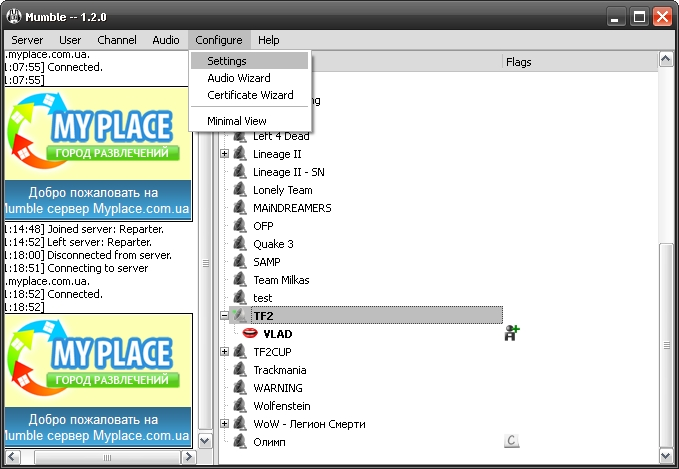 Mumble -- 1.2.0
Server User Channel Audio Configure Help
Settings
Audio Wizard
Certificate Wizard
Minimal View
.myplace.com.ua.
1:07:55] Connected.
1:07:55]
MY PLACE
ГОРОД РАЗВЛЕЧЕНИЙ
Добро пожаловать на
Mumble сервер Myplace.com.ua
1:14:48] Joined server: Reparter.
1:14:52] Left server: Reparter.
1:18:00] Disconnected from server.
1:18:51] Connecting to server
.myplace.com.ua.
1:18:52] Connected.
1:18:52]
MY PLACE
ГОРОД РАЗВЛЕЧЕНИЙ
Добро пожаловать на
Mumble сервер Myplace.com.ua
Flags
Left 4 Dead
Lineage II
Lineage II - SN
Lonely Team
MAiNDREAMERS
OFP
Quake 3
SAMP
Team Milkas
test
TF2
VLAD
TF2CUP
Trackmania
WARNING
Wolfenstein
WoW - Легион Смерти
Олимп
C